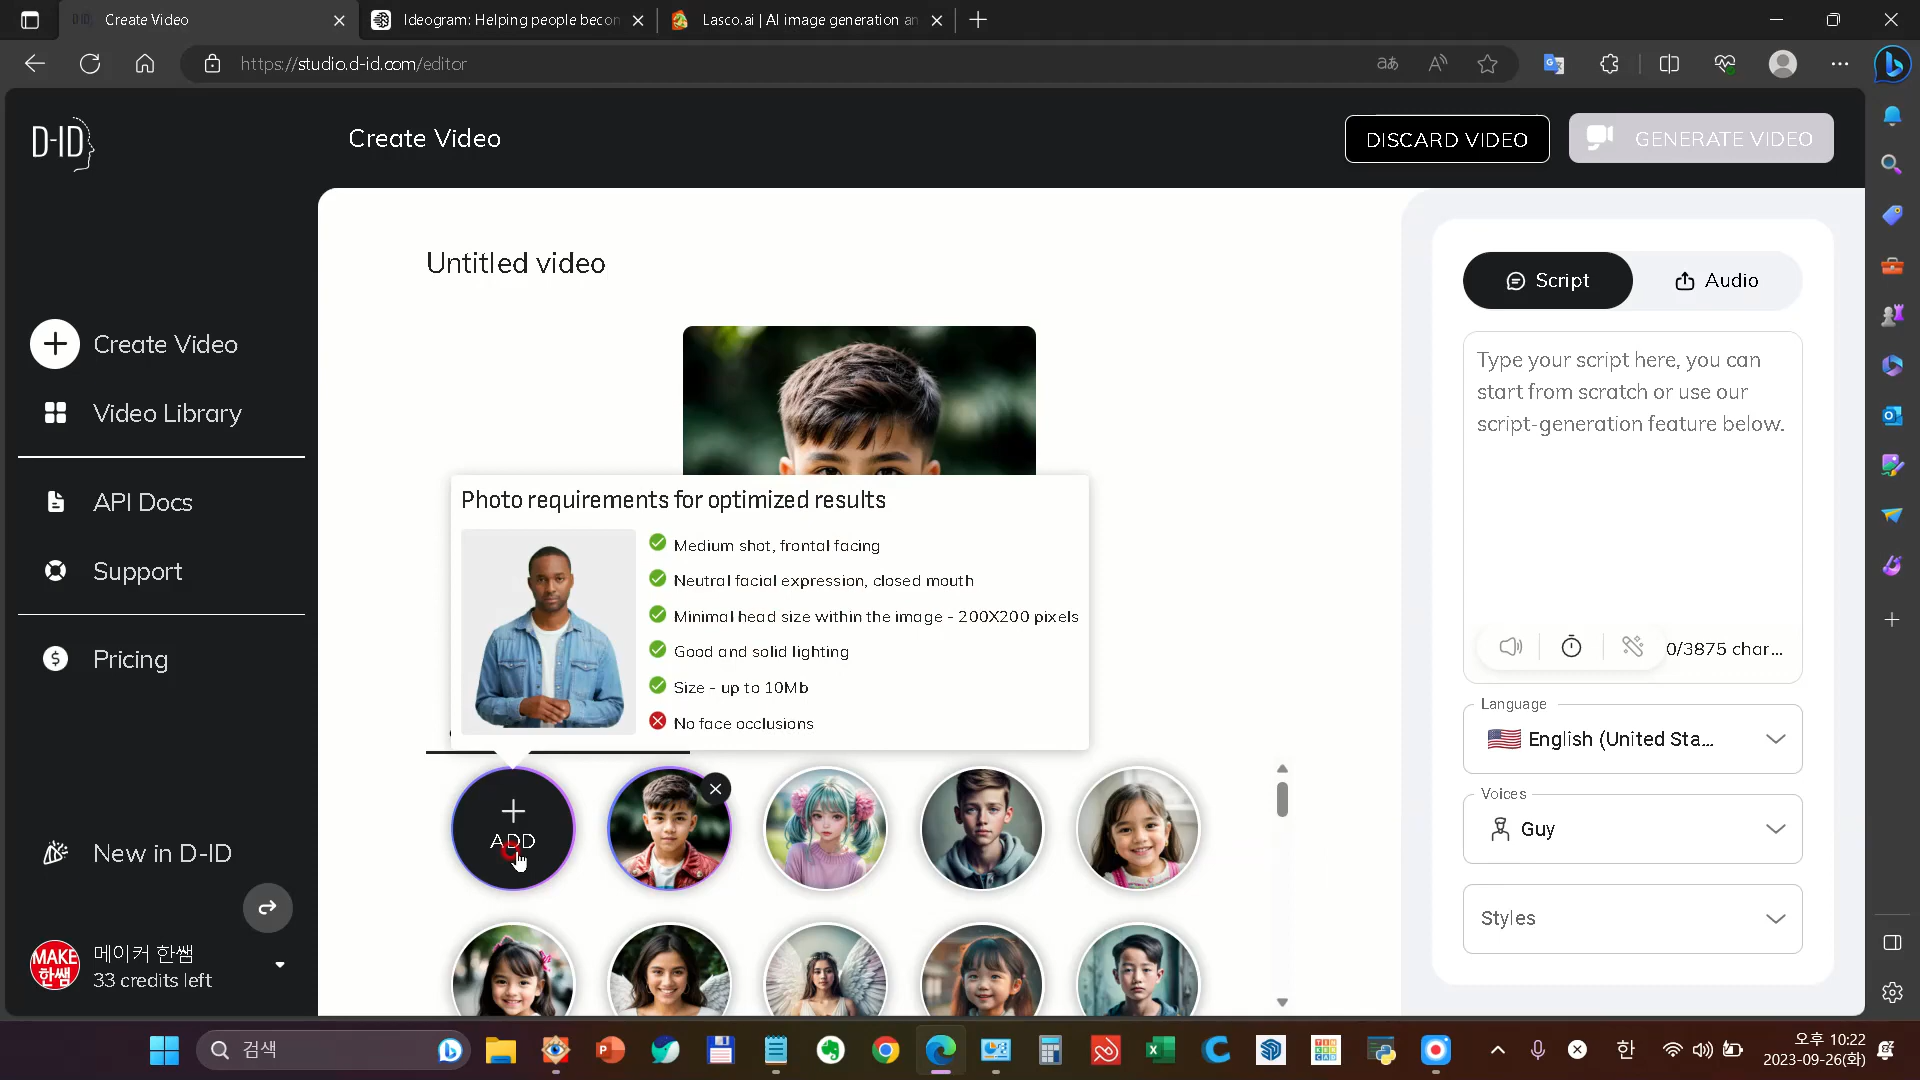 Create Video
Ideogram: Helping people becon
Lasco.ai | AI image generation an
https://studio.d-id.com/editor
D-ID
Create Video
DISCARD VIDEO
GENERATE VIDEO
Untitled video
Create Video
Video Library
API Docs
Support
Pricing
New in D-ID
MAKE
한쌤
메이커 한쌤
33 credits left
Photo requirements for optimized results
Medium shot, frontal facing
Neutral facial expression, closed mouth
Minimal head size within the image - 200X200 pixels
Good and solid lighting
Size - up to 10Mb
No face occlusions
ADD
Script
Audio
Type your script here, you can
start from scratch or use our
script-generation feature below.
0/3875 char...
Language
English (United Sta...
Voices
Guy
Styles
검색
한
오후 10:22
2023-09-26(화)